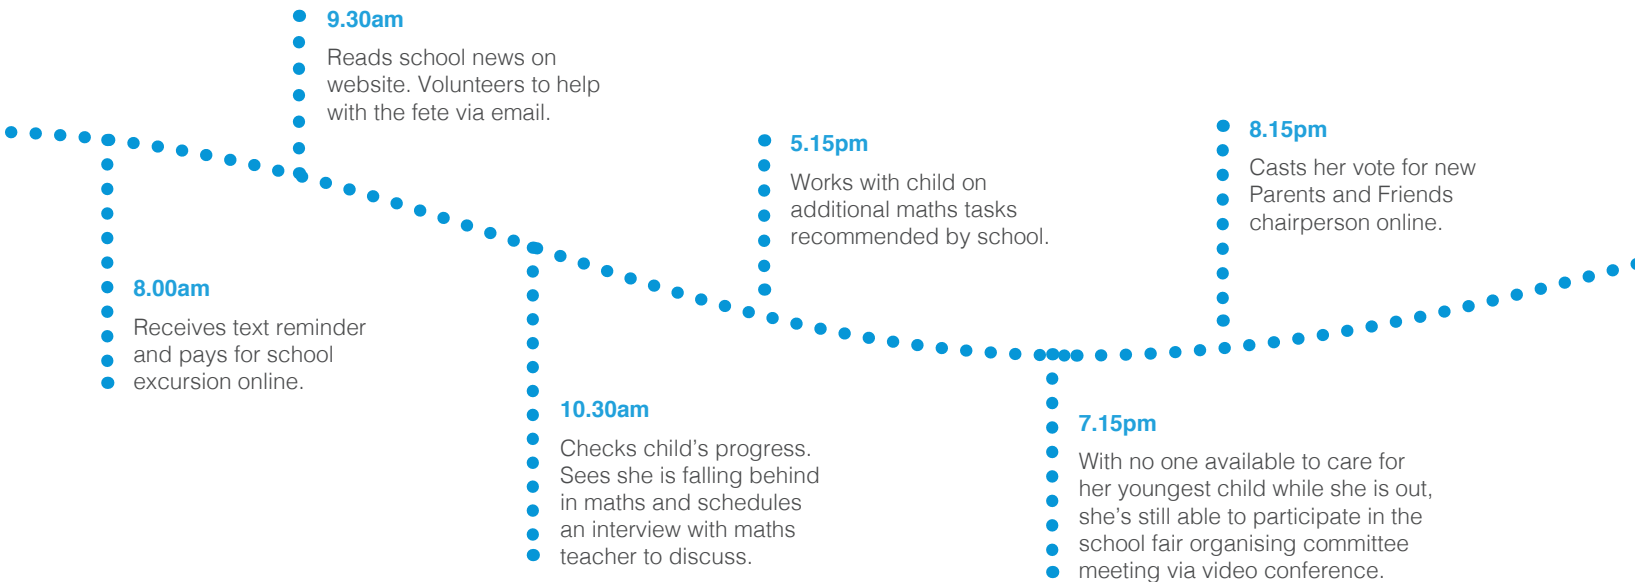 8.00am
Receives text reminder
and pays for school
excursion online.
9.30am
Reads school news on
website. Volunteers to help
with the fete via email.
10.30am
Checks child’s progress.
Sees she is falling behind
in maths and schedules
an interview with maths
teacher to discuss.
5.15pm
Works with child on
additional maths tasks
recommended by school.
7.15pm
With no one available to care for
her youngest child while she is out,
she’s still able to participate in the
school fair organising committee
meeting via video conference.
8.15pm
Casts her vote for new
Parents and Friends
chairperson online.